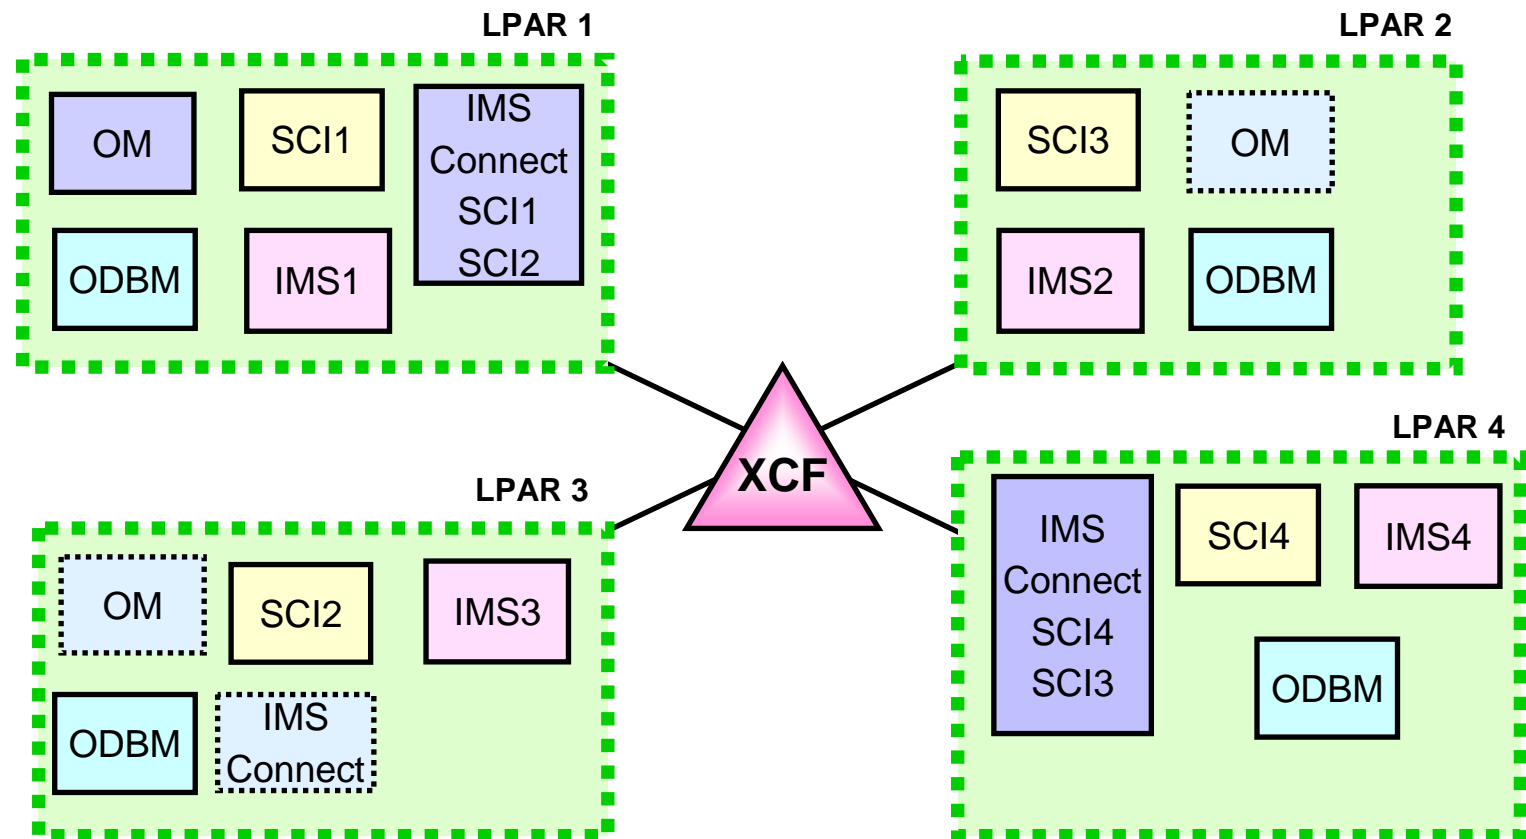 LPAR 1
OM
SCI1
IMS
Connect
SCI1
SCI2
ODBM
IMS1
LPAR 2
SCI3
OM
IMS2
ODBM
XCF
LPAR 3
OM
SCI2
IMS3
ODBM
IMS
Connect
LPAR 4
IMS
Connect
SCI4
SCI3
SCI4
IMS4
ODBM